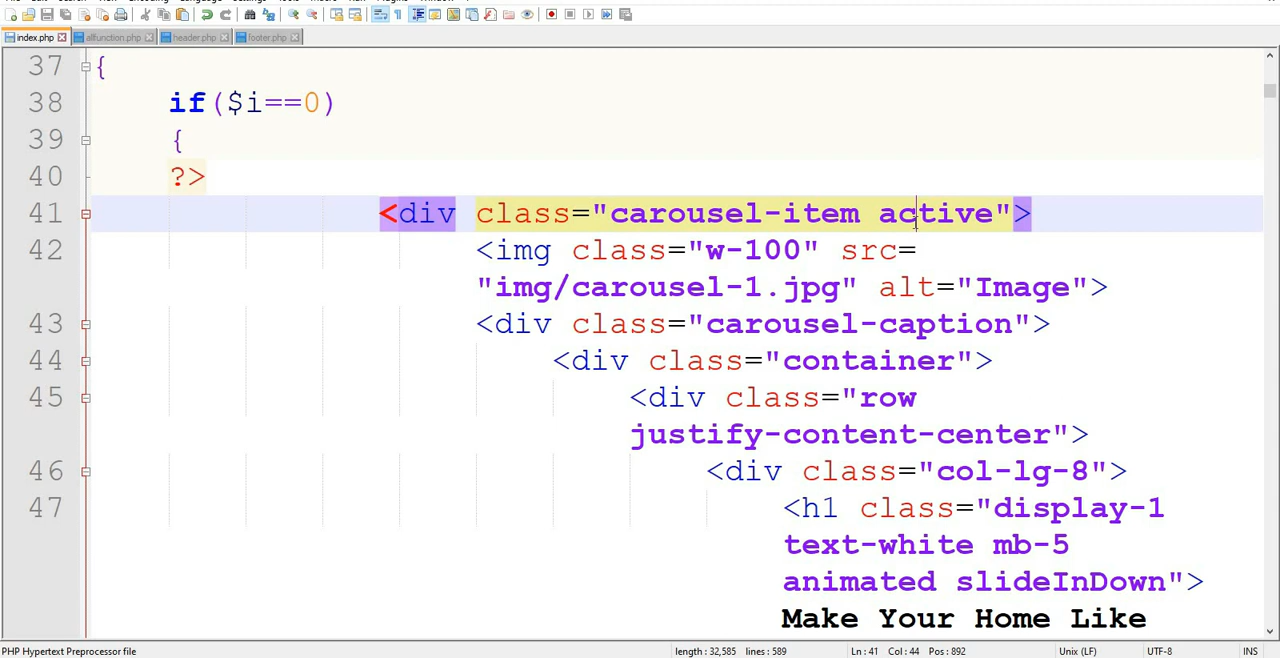 index.php allfunction.php header.php footer.php
37 {
38 if($i==0)
39 {
40 ?>
41 <div class="carousel-item active">
42 <img class="w-100" src=
"img/carousel-1.jpg" alt="Image">
43 <div class="carousel-caption">
44 <div class="container">
45 <div class="row
justify-content-center">
46 <div class="col-lg-8">
47 <h1 class="display-1
text-white mb-5
animated slideInDown">
Make Your Home Like
PHP Hypertext Preprocessor file length : 32,585 lines : 589 Ln : 41 Col : 44 Pos : 892 Unix (LF) UTF-8 INS